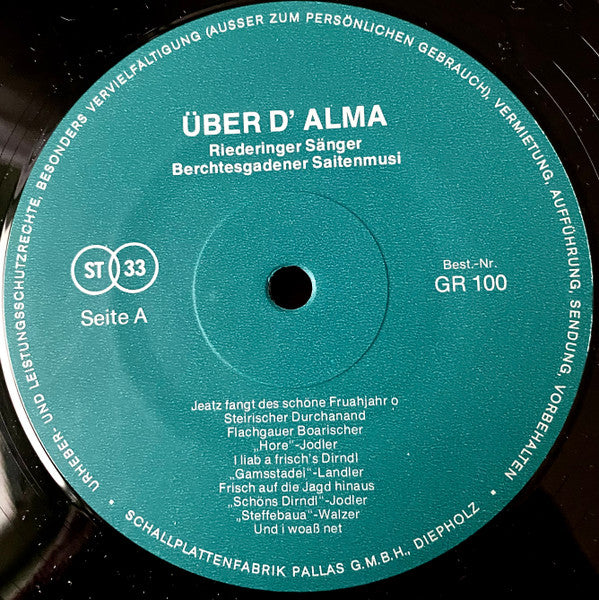 URHEBER- UND LEISTUNGSSCHUTZRECHTE, BESONDERS VERVIELFÄLTIGUNG (AUSSER ZUM PERSÖNLICHEN GEBRAUCH), VERMIETUNG, AUFFÜHRUNG, SENDUNG, VORBEHALTEN
ÜBER D' ALMA
Riederinger Sänger
Berchtesgadener Saitenmusi
ST 33
Seite A
Best.-Nr.
GR 100
Jeatz fangt des schöne Fruahjahr o
Steirischer Durchanand
Flachgauer Boarischer
„Hore"-Jodler
I liab a frisch's Dirndl
„Gamsstadei"-Landler
Frisch auf die Jagd hinaus
„Schöns Dirndl"-Jodler
„Steffebaua"-Walzer
Und i woaß net
• SCHALLPLATTENFABRIK PALLAS G.M.B.H., DIEPHOLZ •